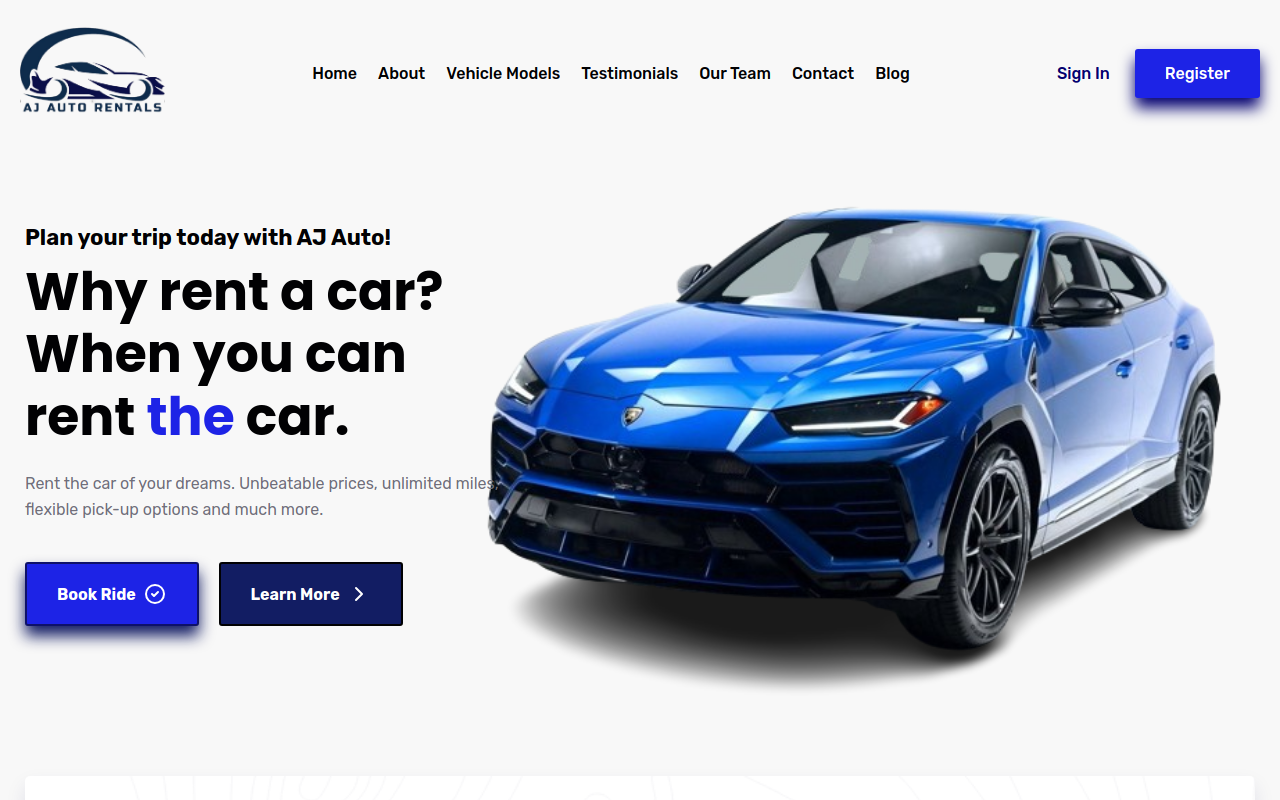 AJ AUTO RENTALS
Home
About
Vehicle Models
Testimonials
Our Team
Contact
Blog
Sign In
Register
Plan your trip today with AJ Auto!
Why rent a car?
When you can
rent the car.
Rent the car of your dreams. Unbeatable prices, unlimited miles,
flexible pick-up options and much more.
Book Ride
Learn More